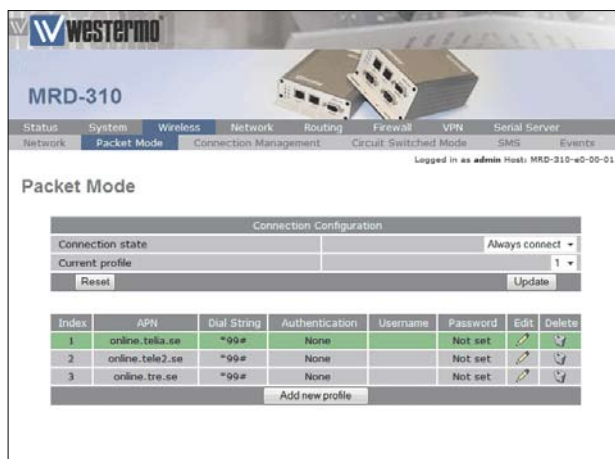 westermo
MRD-310
Status System Wireless Network Routing Firewall VPN Serial Server
Network Packet Mode Connection Management Circuit Switched Mode SMS Events
Logged in as admin Host: MRD-310-e0-00-01
Packet Mode
Connection Configuration
Connection state Always connect
Current profile 1
Reset Update
Index APN Dial String Authentication Username Password Edit Delete
1 online.telia.se *99# None Not set
2 online.tele2.se *99# None Not set
3 online.tre.se *99# None Not set
Add new profile